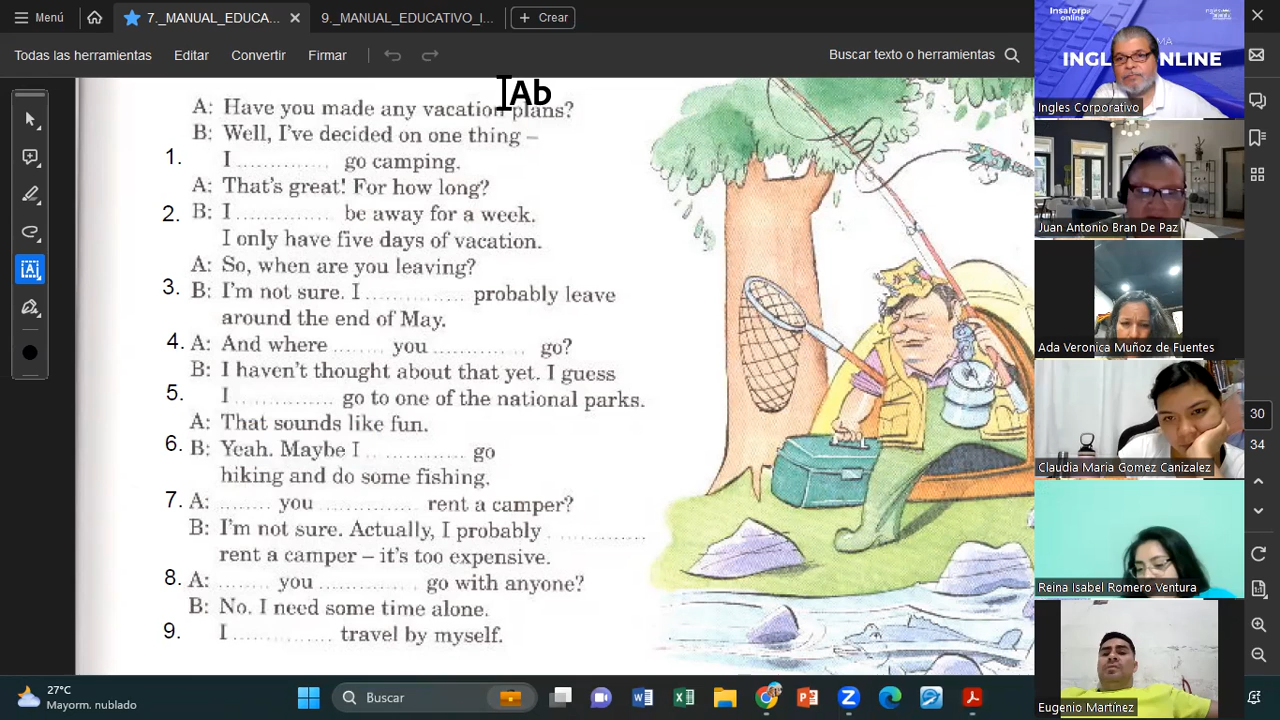 Menú
7._MANUAL_EDUCA...
9._MANUAL_EDUCATIVO_I...
Crear
Todas las herramientas
Editar
Convertir
Firmar
Buscar texto o herramientas
Ab
A: Have you made any vacation plans?
B: Well, I've decided on one thing –
1. I .............. go camping.
A: That's great! For how long?
2. B: I .............. be away for a week.
I only have five days of vacation.
A: So, when are you leaving?
3. B: I'm not sure. I .............. probably leave
around the end of May.
4. A: And where ........ you .............. go?
B: I haven't thought about that yet. I guess
5. I .............. go to one of the national parks.
A: That sounds like fun.
6. B: Yeah. Maybe I .............. go
hiking and do some fishing.
7. A: ........ you .............. rent a camper?
B: I'm not sure. Actually, I probably ..............
rent a camper – it's too expensive.
8. A: ........ you .............. go with anyone?
B: No. I need some time alone.
9. I .............. travel by myself.
Insaforp
online
INGL
NLINE
Ingles Corporativo
Juan Antonio Bran De Paz
Ada Veronica Muñoz de Fuentes
Claudia Maria Gomez Canizalez
Reina Isabel Romero Ventura
Eugenio Martínez
30
34
27°C
Mayorm. nublado
Buscar